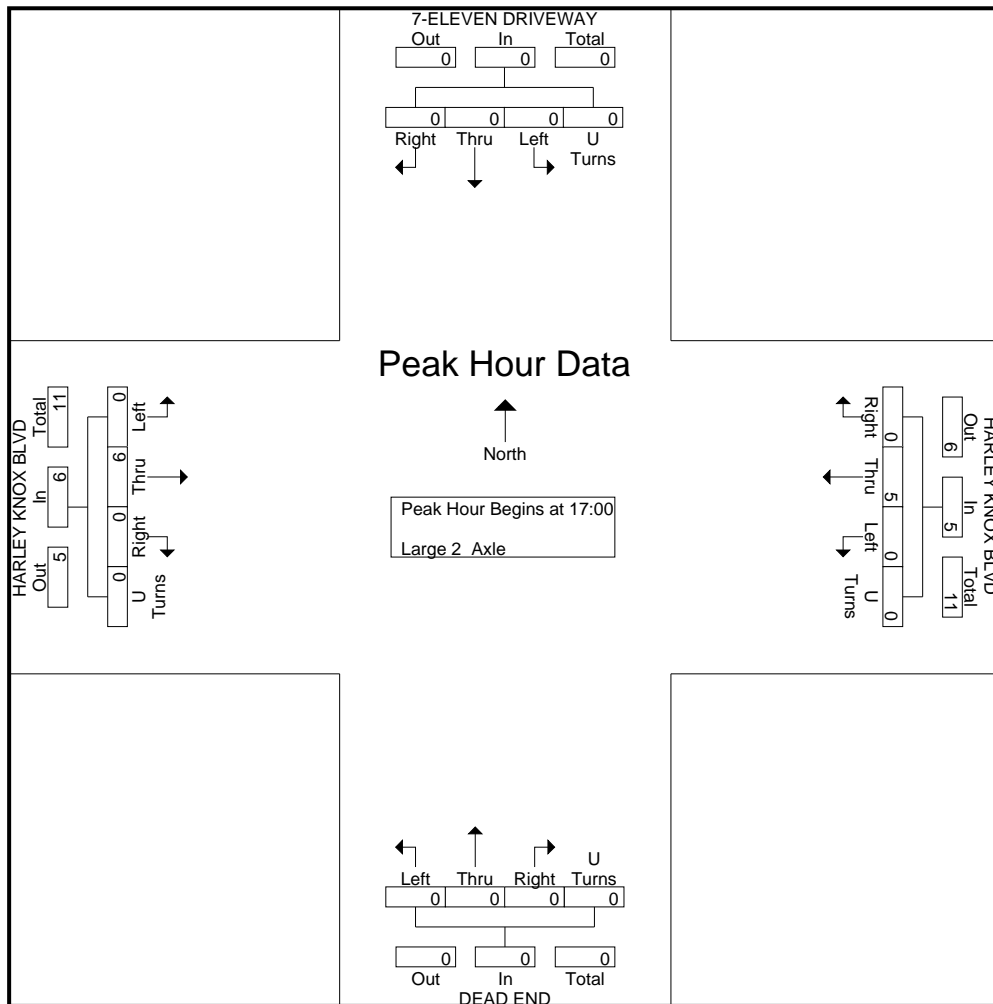 7-ELEVEN DRIVEWAY
Out In Total
0 0 0
0 0 0 0
Right Thru Left U
Turns
Peak Hour Data
North
Peak Hour Begins at 17:00
Large 2 Axle
HARLEY KNOX BLVD
Total In Out
11 6 5
0 6 0 0
Left Thru Right U
Turns
HARLEY KNOX BLVD
Out In Total
6 5 11
0 5 0 0
Right Thru Left U
Turns
U
Left Thru Right Turns
0 0 0 0
0 0 0
Out In Total
DEAD END